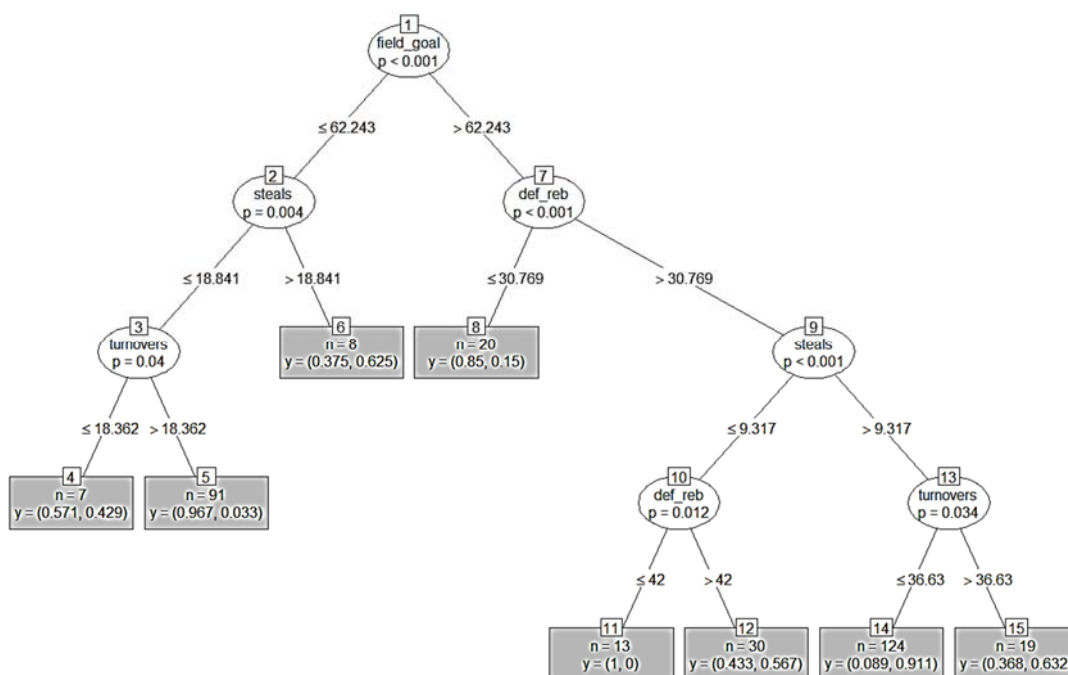 1
field_goal
p < 0.001
≤ 62.243
> 62.243
2
steals
p = 0.004
7
def_reb
p < 0.001
≤ 18.841
> 18.841
≤ 30.769
> 30.769
3
turnovers
p = 0.04
6
n = 8
y = (0.375, 0.625)
8
n = 20
y = (0.85, 0.15)
9
steals
p < 0.001
≤ 18.362
> 18.362
≤ 9.317
> 9.317
4
n = 7
y = (0.571, 0.429)
5
n = 91
y = (0.967, 0.033)
10
def_reb
p = 0.012
13
turnovers
p = 0.034
≤ 42
> 42
≤ 36.63
> 36.63
11
n = 13
y = (1, 0)
12
n = 30
y = (0.433, 0.567)
14
n = 124
y = (0.089, 0.911)
15
n = 19
y = (0.368, 0.632)